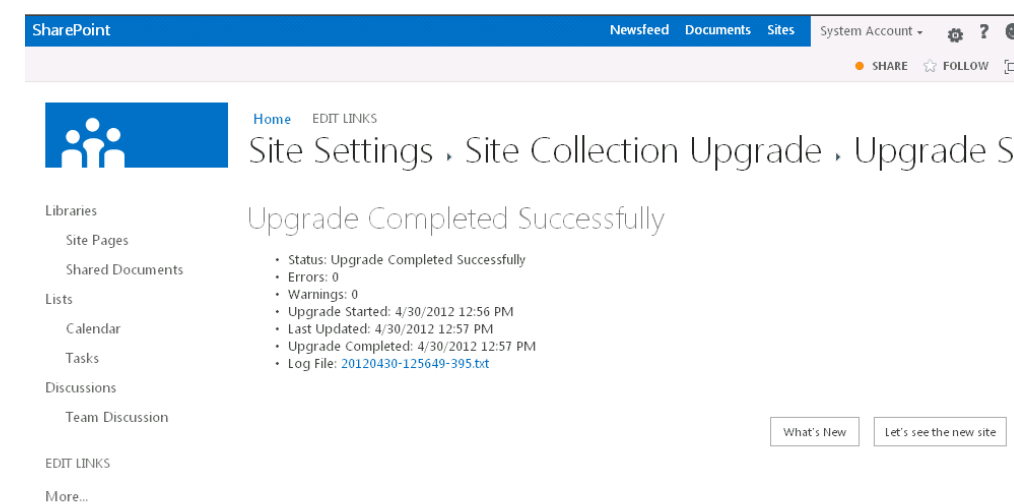 SharePoint Newsfeed Documents Sites System Account ?
SHARE FOLLOW
Home EDIT LINKS
Site Settings Site Collection Upgrade Upgrade S
Libraries
Site Pages
Shared Documents
Lists
Calendar
Tasks
Discussions
Team Discussion
EDIT LINKS
More...
Upgrade Completed Successfully
• Status: Upgrade Completed Successfully
• Errors: 0
• Warnings: 0
• Upgrade Started: 4/30/2012 12:56 PM
• Last Updated: 4/30/2012 12:57 PM
• Upgrade Completed: 4/30/2012 12:57 PM
• Log File: 20120430-125649-395.txt
What's New Let's see the new site